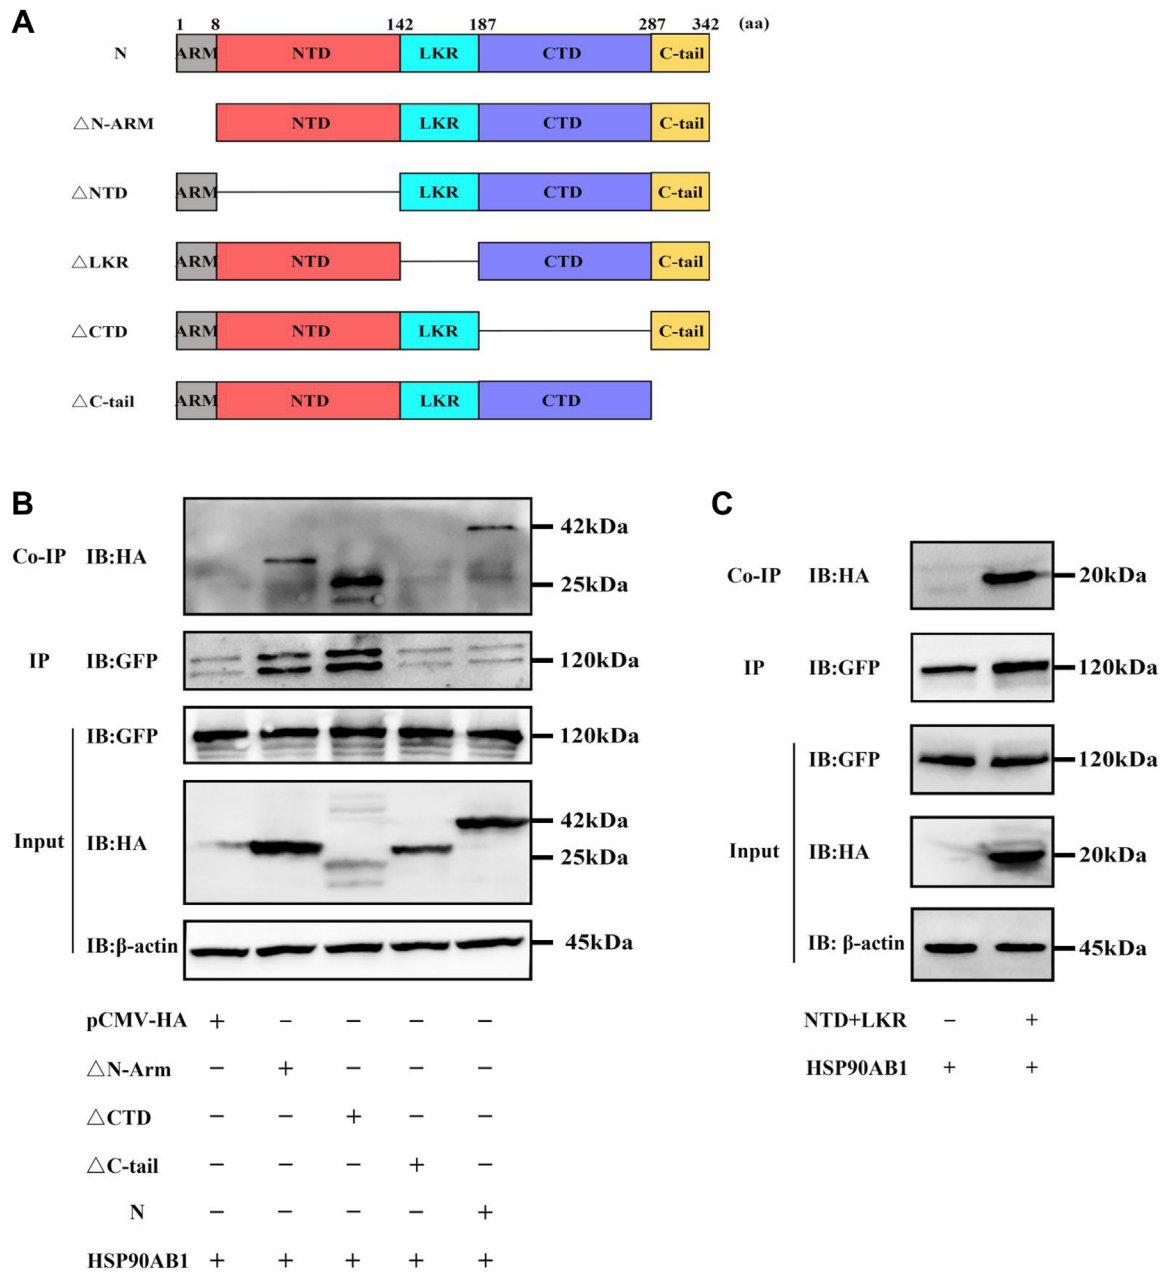 A
1 8 142 187 287 342 (aa)
N ARM NTD LKR CTD C-tail
△N-ARM NTD LKR CTD C-tail
△NTD ARM LKR CTD C-tail
△LKR ARM NTD CTD C-tail
△CTD ARM NTD LKR C-tail
△C-tail ARM NTD LKR CTD
B
Co-IP IB:HA 42kDa
25kDa
IP IB:GFP 120kDa
Input
IB:GFP 120kDa
IB:HA 42kDa
25kDa
IB:β-actin 45kDa
pCMV-HA + − − − −
△N-Arm − + − − −
△CTD − − + − −
△C-tail − − − + −
N − − − − +
HSP90AB1 + + + + +
C
Co-IP IB:HA 20kDa
IP IB:GFP 120kDa
Input
IB:GFP 120kDa
IB:HA 20kDa
IB: β-actin 45kDa
NTD+LKR − +
HSP90AB1 + +